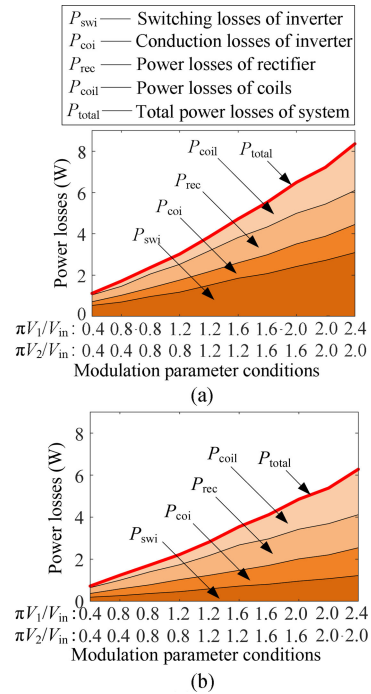 P_swi — Switching losses of inverter
P_coi — Conduction losses of inverter
P_rec — Power losses of rectifier
P_coil — Power losses of coils
P_total — Total power losses of system
Power losses (W)
8
6
4
2
0
P_coil
P_total
P_rec
P_coi
P_swi
πV₁/V_in : 0.4 0.8 0.8 1.2 1.2 1.6 1.6 2.0 2.0 2.4
πV₂/V_in : 0.4 0.4 0.8 0.8 1.2 1.2 1.6 1.6 2.0 2.0
Modulation parameter conditions
(a)
Power losses (W)
8
6
4
2
0
P_coil
P_total
P_rec
P_coi
P_swi
πV₁/V_in : 0.4 0.8 0.8 1.2 1.2 1.6 1.6 2.0 2.0 2.4
πV₂/V_in : 0.4 0.4 0.8 0.8 1.2 1.2 1.6 1.6 2.0 2.0
Modulation parameter conditions
(b)